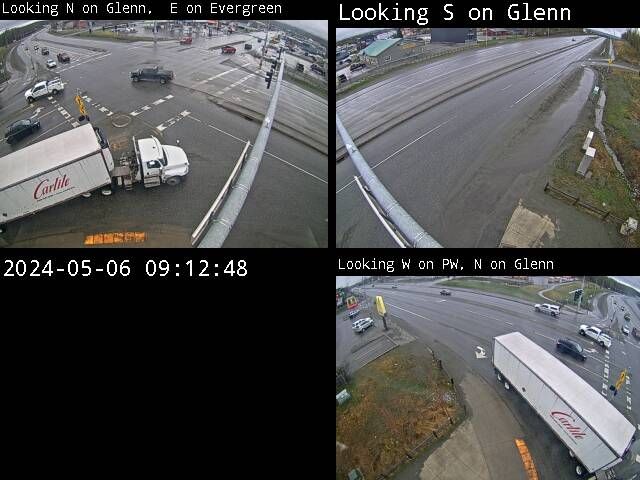 Looking N on Glenn,  E on Evergreen
Looking S on Glenn
Carlile
2024-05-06 09:12:48
Looking W on PW, N on Glenn
Carlile